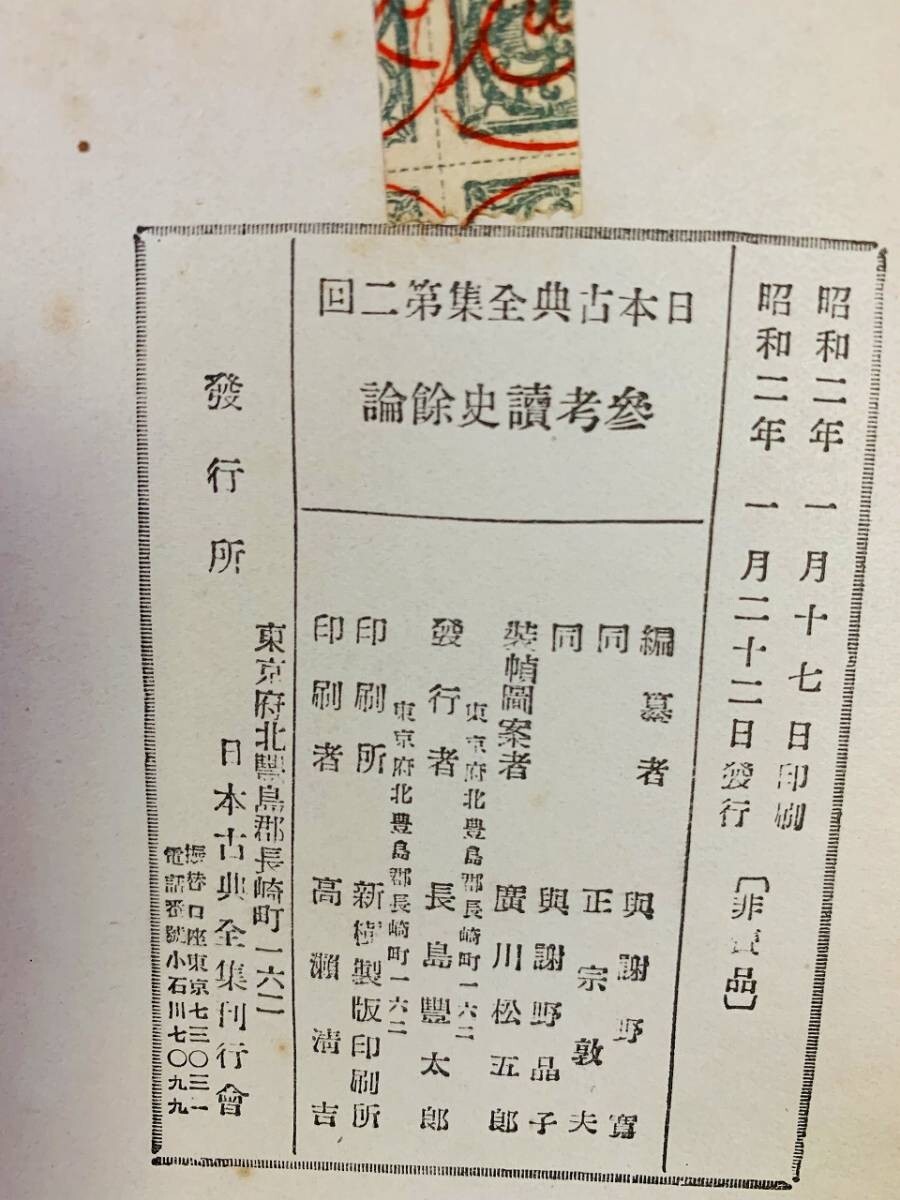 昭和二年 一月十七日印刷
昭和二年 一月二十二日發行
〔非賣品〕
日本古典全集第二回
參考讀史餘論
編纂者 與謝野寬
同 正宗敦夫
同 與謝野晶子
裝幀圖案者 廣川松五郎
東京府北豊島郡長崎町一六二
發行者 長島豐太郎
東京府北豊島郡長崎町一六二
印刷所 新樹製版印刷所
印刷者 高瀨淸吉
東京府北豐島郡長崎町一六二
發行所 日本古典全集刊行會
振替口座東京七三〇三二
電話番號小石川七〇九九